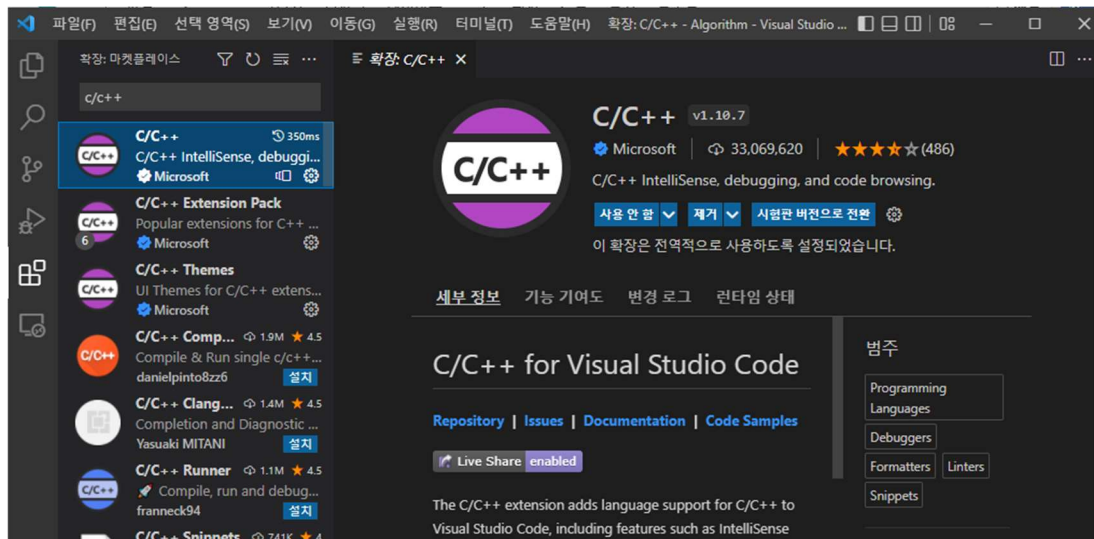 파일(F) 편집(E) 선택 영역(S) 보기(V) 이동(G) 실행(R) 터미널(T) 도움말(H) 확장: C/C++ - Algorithm - Visual Studio ...
확장: 마켓플레이스
c/c++
C/C++ 350ms
C/C++ IntelliSense, debuggi...
Microsoft
C/C++ Extension Pack
Popular extensions for C++ ...
6
Microsoft
C/C++ Themes
UI Themes for C/C++ extens...
Microsoft
C/C++ Comp... 1.9M ★ 4.5
Compile & Run single c/c++...
danielpinto8zz6 설치
C/C++ Clang... 1.4M ★ 4.5
Completion and Diagnostic ...
Yasuaki MITANI 설치
C/C++ Runner 1.1M ★ 4.5
Compile, run and debug...
franneck94 설치
C/C++ Snippets 741K ★ 4
C/C++
C/C++
C/C++
C/C++
C/C++
확장: C/C++
C/C++
C/C++ v1.10.7
Microsoft | 33,069,620 | (486)
C/C++ IntelliSense, debugging, and code browsing.
사용 안 함 제거 시험판 버전으로 전환
이 확장은 전역적으로 사용하도록 설정되었습니다.
세부 정보 기능 기여도 변경 로그 런타임 상태
C/C++ for Visual Studio Code
Repository | Issues | Documentation | Code Samples
Live Share enabled
The C/C++ extension adds language support for C/C++ to
Visual Studio Code, including features such as IntelliSense
범주
Programming
Languages
Debuggers
Formatters Linters
Snippets